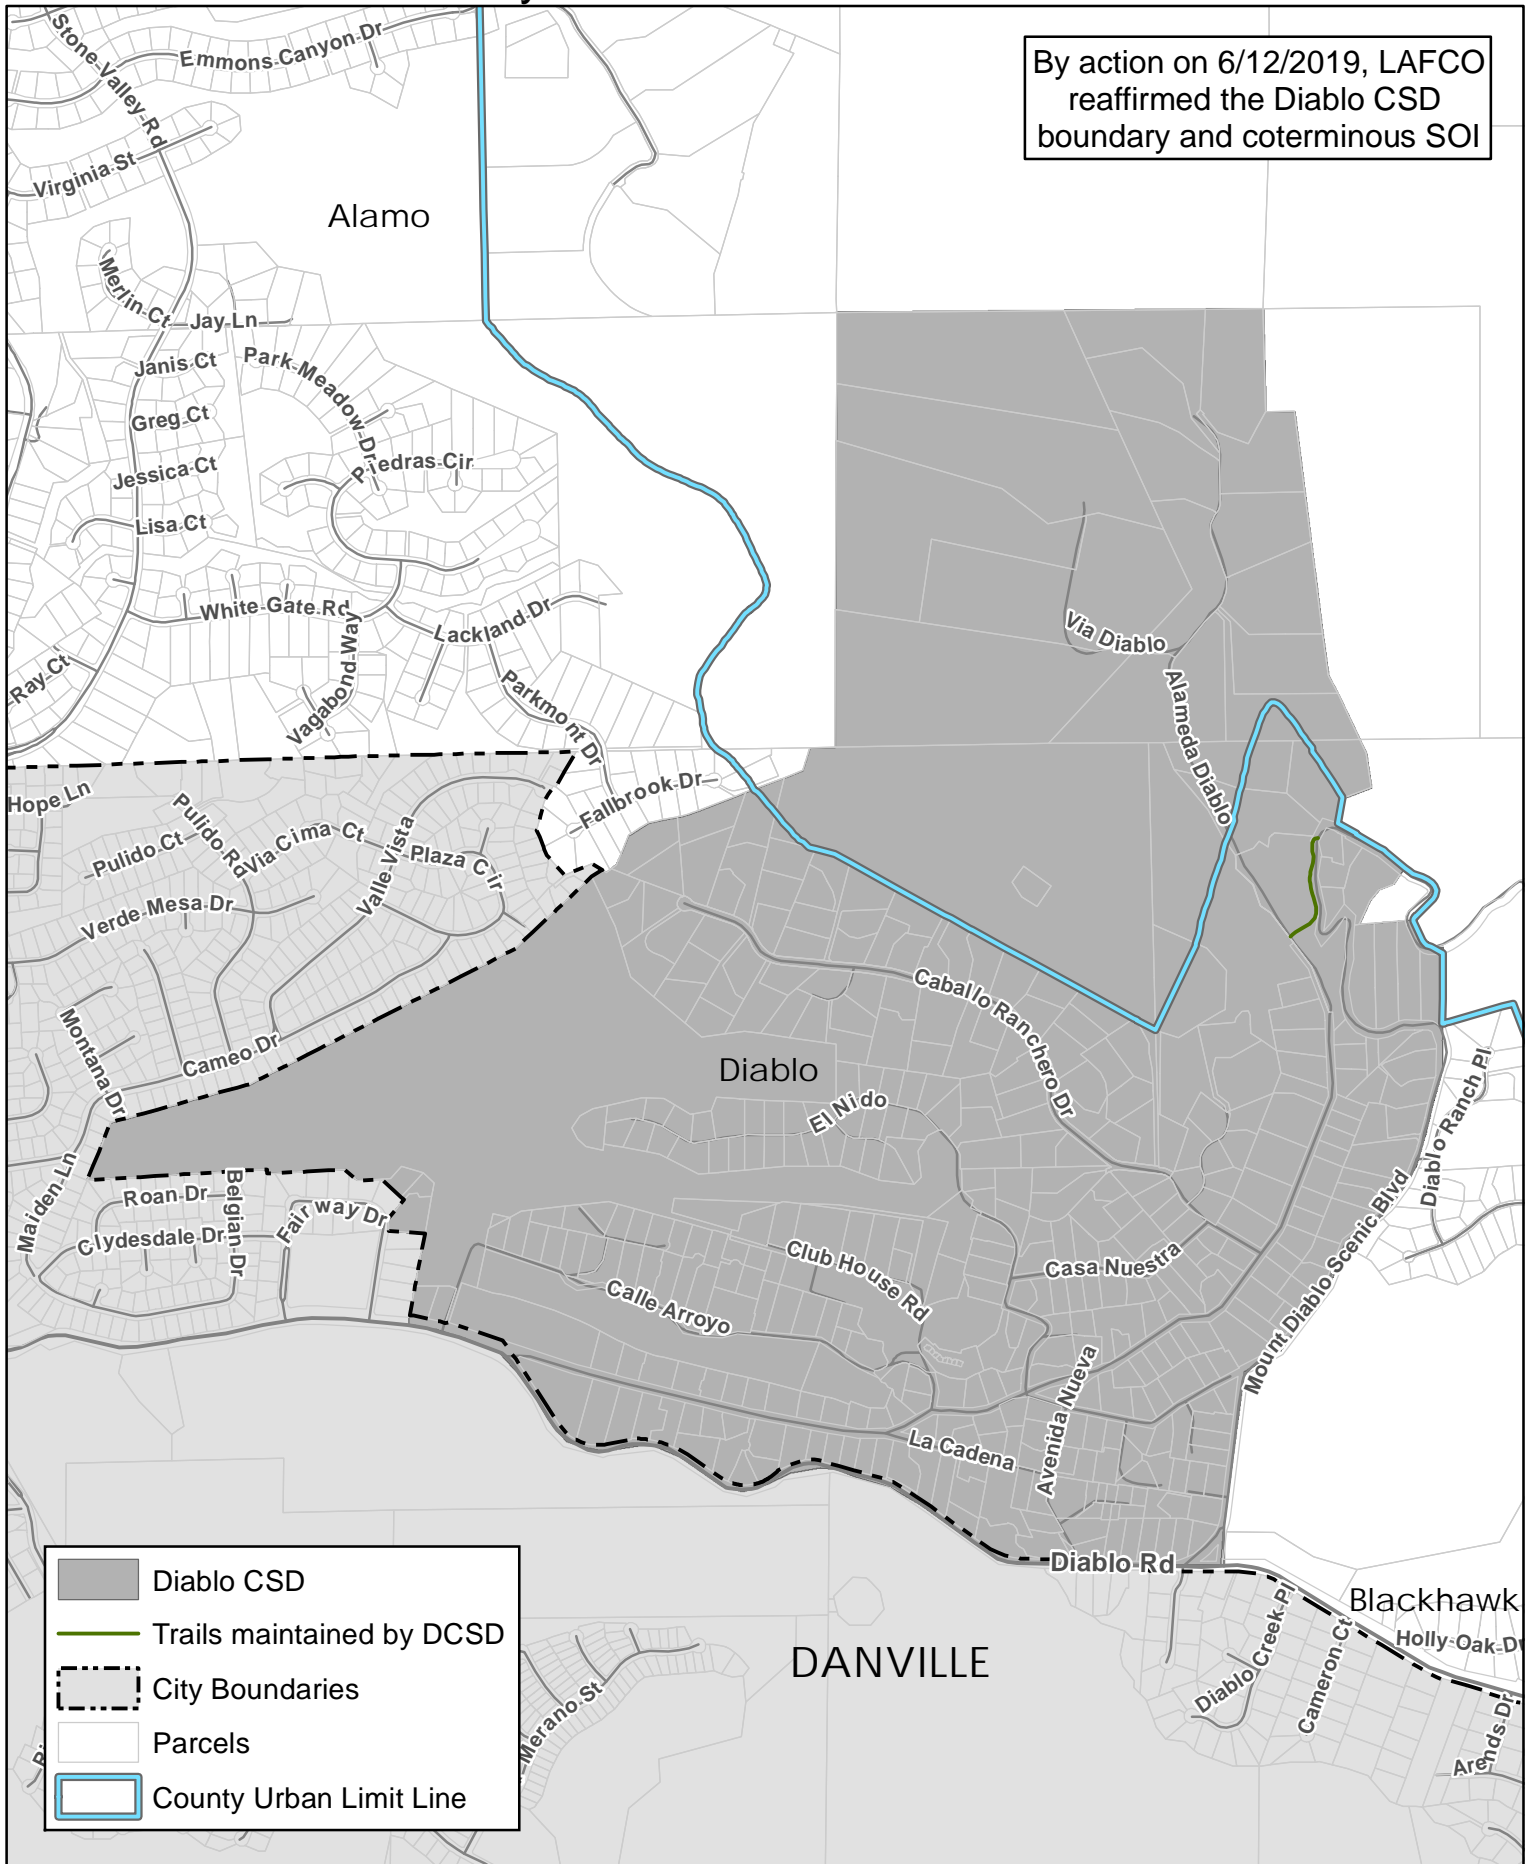 By action on 6/12/2019, LAFCO
reaffirmed the Diablo CSD
boundary and coterminous SOI
Stone Valley Rd
Emmons Canyon Dr
Virginia St
Alamo
Merlin Ct
Jay Ln
Janis Ct
Park Meadow Dr
Greg Ct
Piedras Cir
Jessica Ct
Lisa Ct
White Gate Rd
Lackland Dr
Via Diablo
Ray Ct
Vagabond Way
Parkmont Dr
Alameda Diablo
Hope Ln
Fallbrook Dr
Pulido Ct
Pulido Rd
Via Cima Ct
Valle Vista
Plaza Cir
Verde Mesa Dr
Caballo Ranchero Dr
Montana Dr
Cameo Dr
Diablo
El Nido
Diablo Ranch Pl
Maiden Ln
Roan Dr
Belgian Dr
Fairway Dr
Clydesdale Dr
Club House Rd
Casa Nuestra
Mount Diablo Scenic Blvd
Calle Arroyo
Avenida Nueva
La Cadena
Diablo Rd
Blackhawk
Holly Oak Dr
DANVILLE
Diablo Creek Pl
Cameron Ct
Arends Dr
Merano St
Diablo CSD
Trails maintained by DCSD
City Boundaries
Parcels
County Urban Limit Line